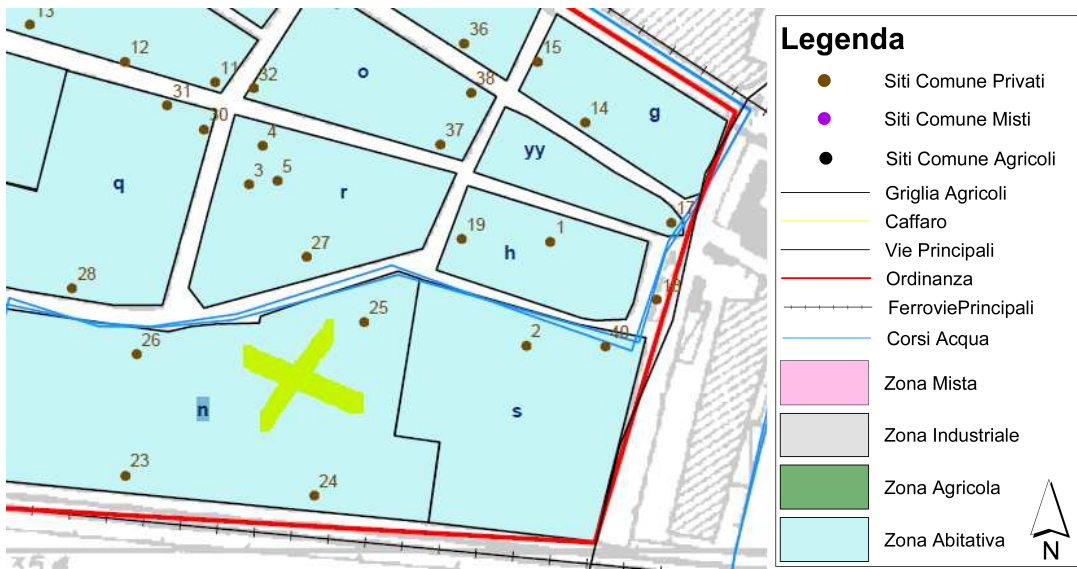 13
36
15
12
o
11
32
38
31
14
g
30
37
4
yy
q
3
5
r
17
19
1
h
27
28
18
25
2
40
26
n
s
23
24
Legenda
Siti Comune Privati
Siti Comune Misti
Siti Comune Agricoli
Griglia Agricoli
Caffaro
Vie Principali
Ordinanza
FerroviePrincipali
Corsi Acqua
Zona Mista
Zona Industriale
Zona Agricola
Zona Abitativa
N